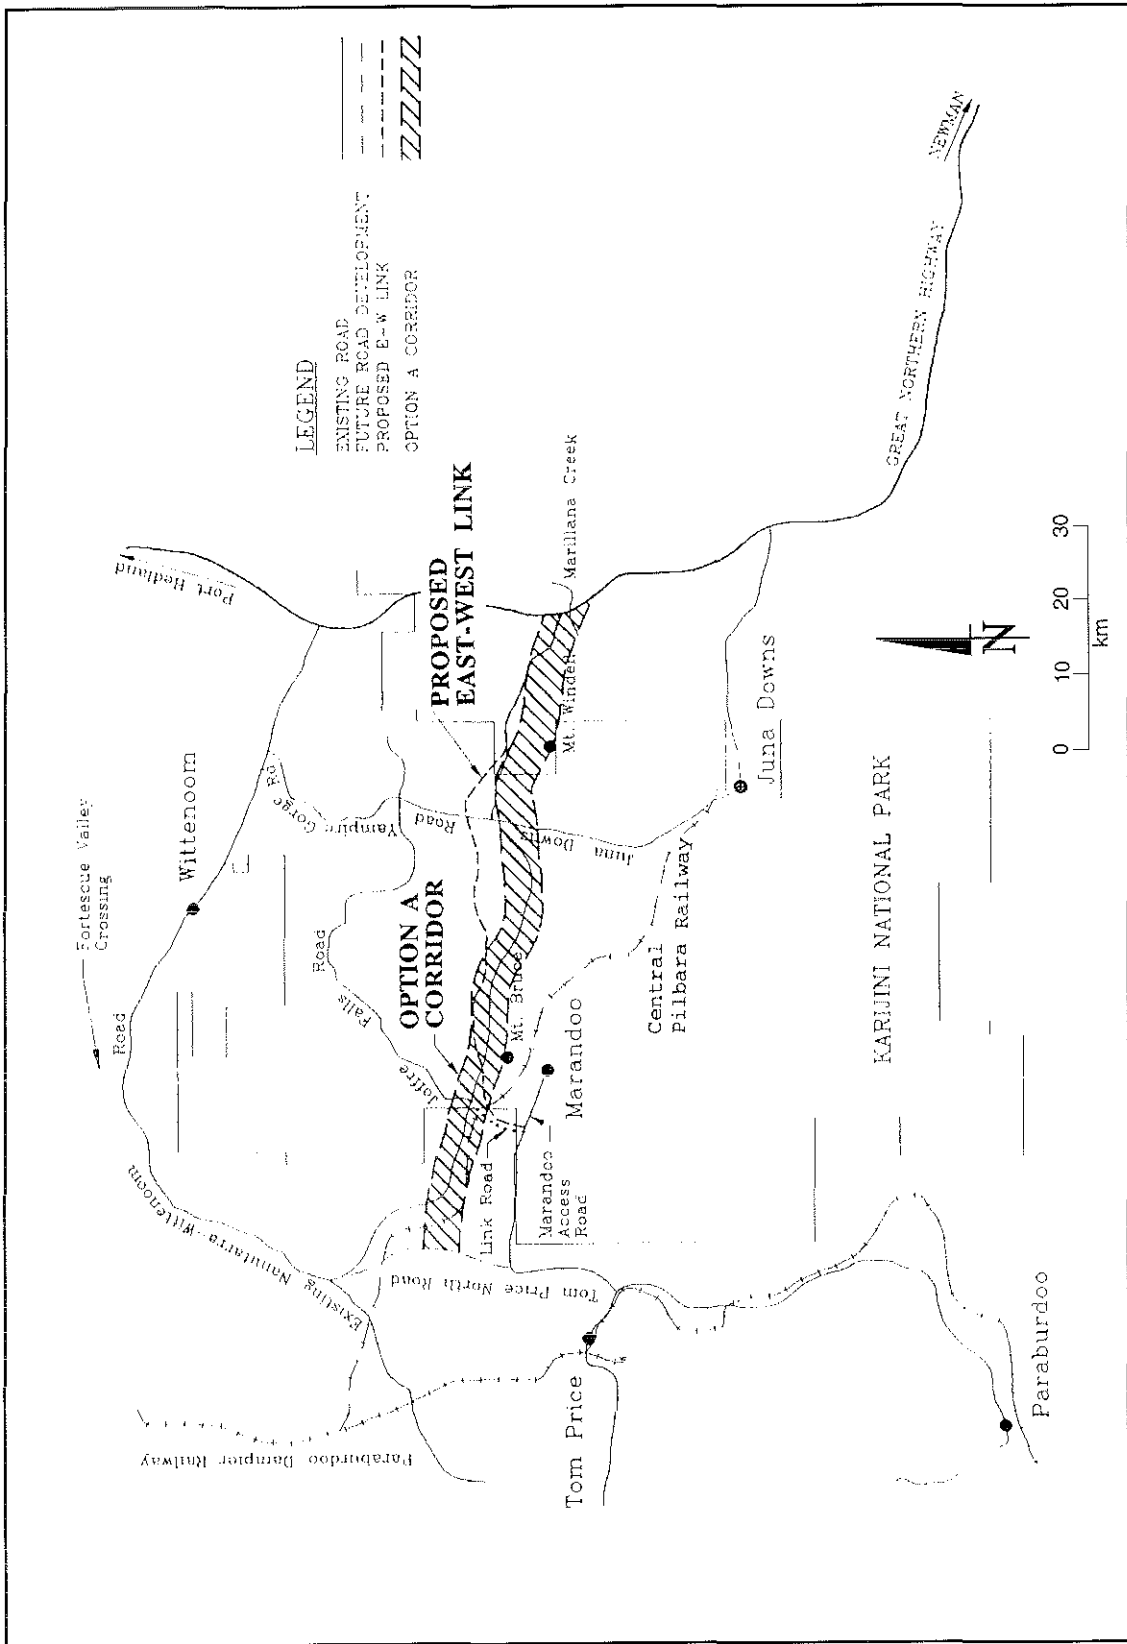 Fortescue Valley
Crossing
Road
Wittenoom
Port Hedland
LEGEND
EXISTING ROAD
FUTURE ROAD DEVELOPMENT
PROPOSED E-W LINK
OPTION A CORRIDOR
Existing Nanutarra-Wittenoom
Yampire Gorge Rd
Joffre Falls Road
OPTION A
CORRIDOR
PROPOSED
EAST-WEST LINK
Paraburdoo Dampier Railway
Tom Price North Road
Link Road
Mt. Bruce
Juna Downs Road
Mt. Windell
Marillana Creek
Marandoo
Access
Road
Marandoo
Tom Price
Central
Pilbara Railway
Juna Downs
GREAT NORTHERN HIGHWAY
NEWMAN
KARIJINI NATIONAL PARK
Paraburdoo
N
0 10 20 30
km